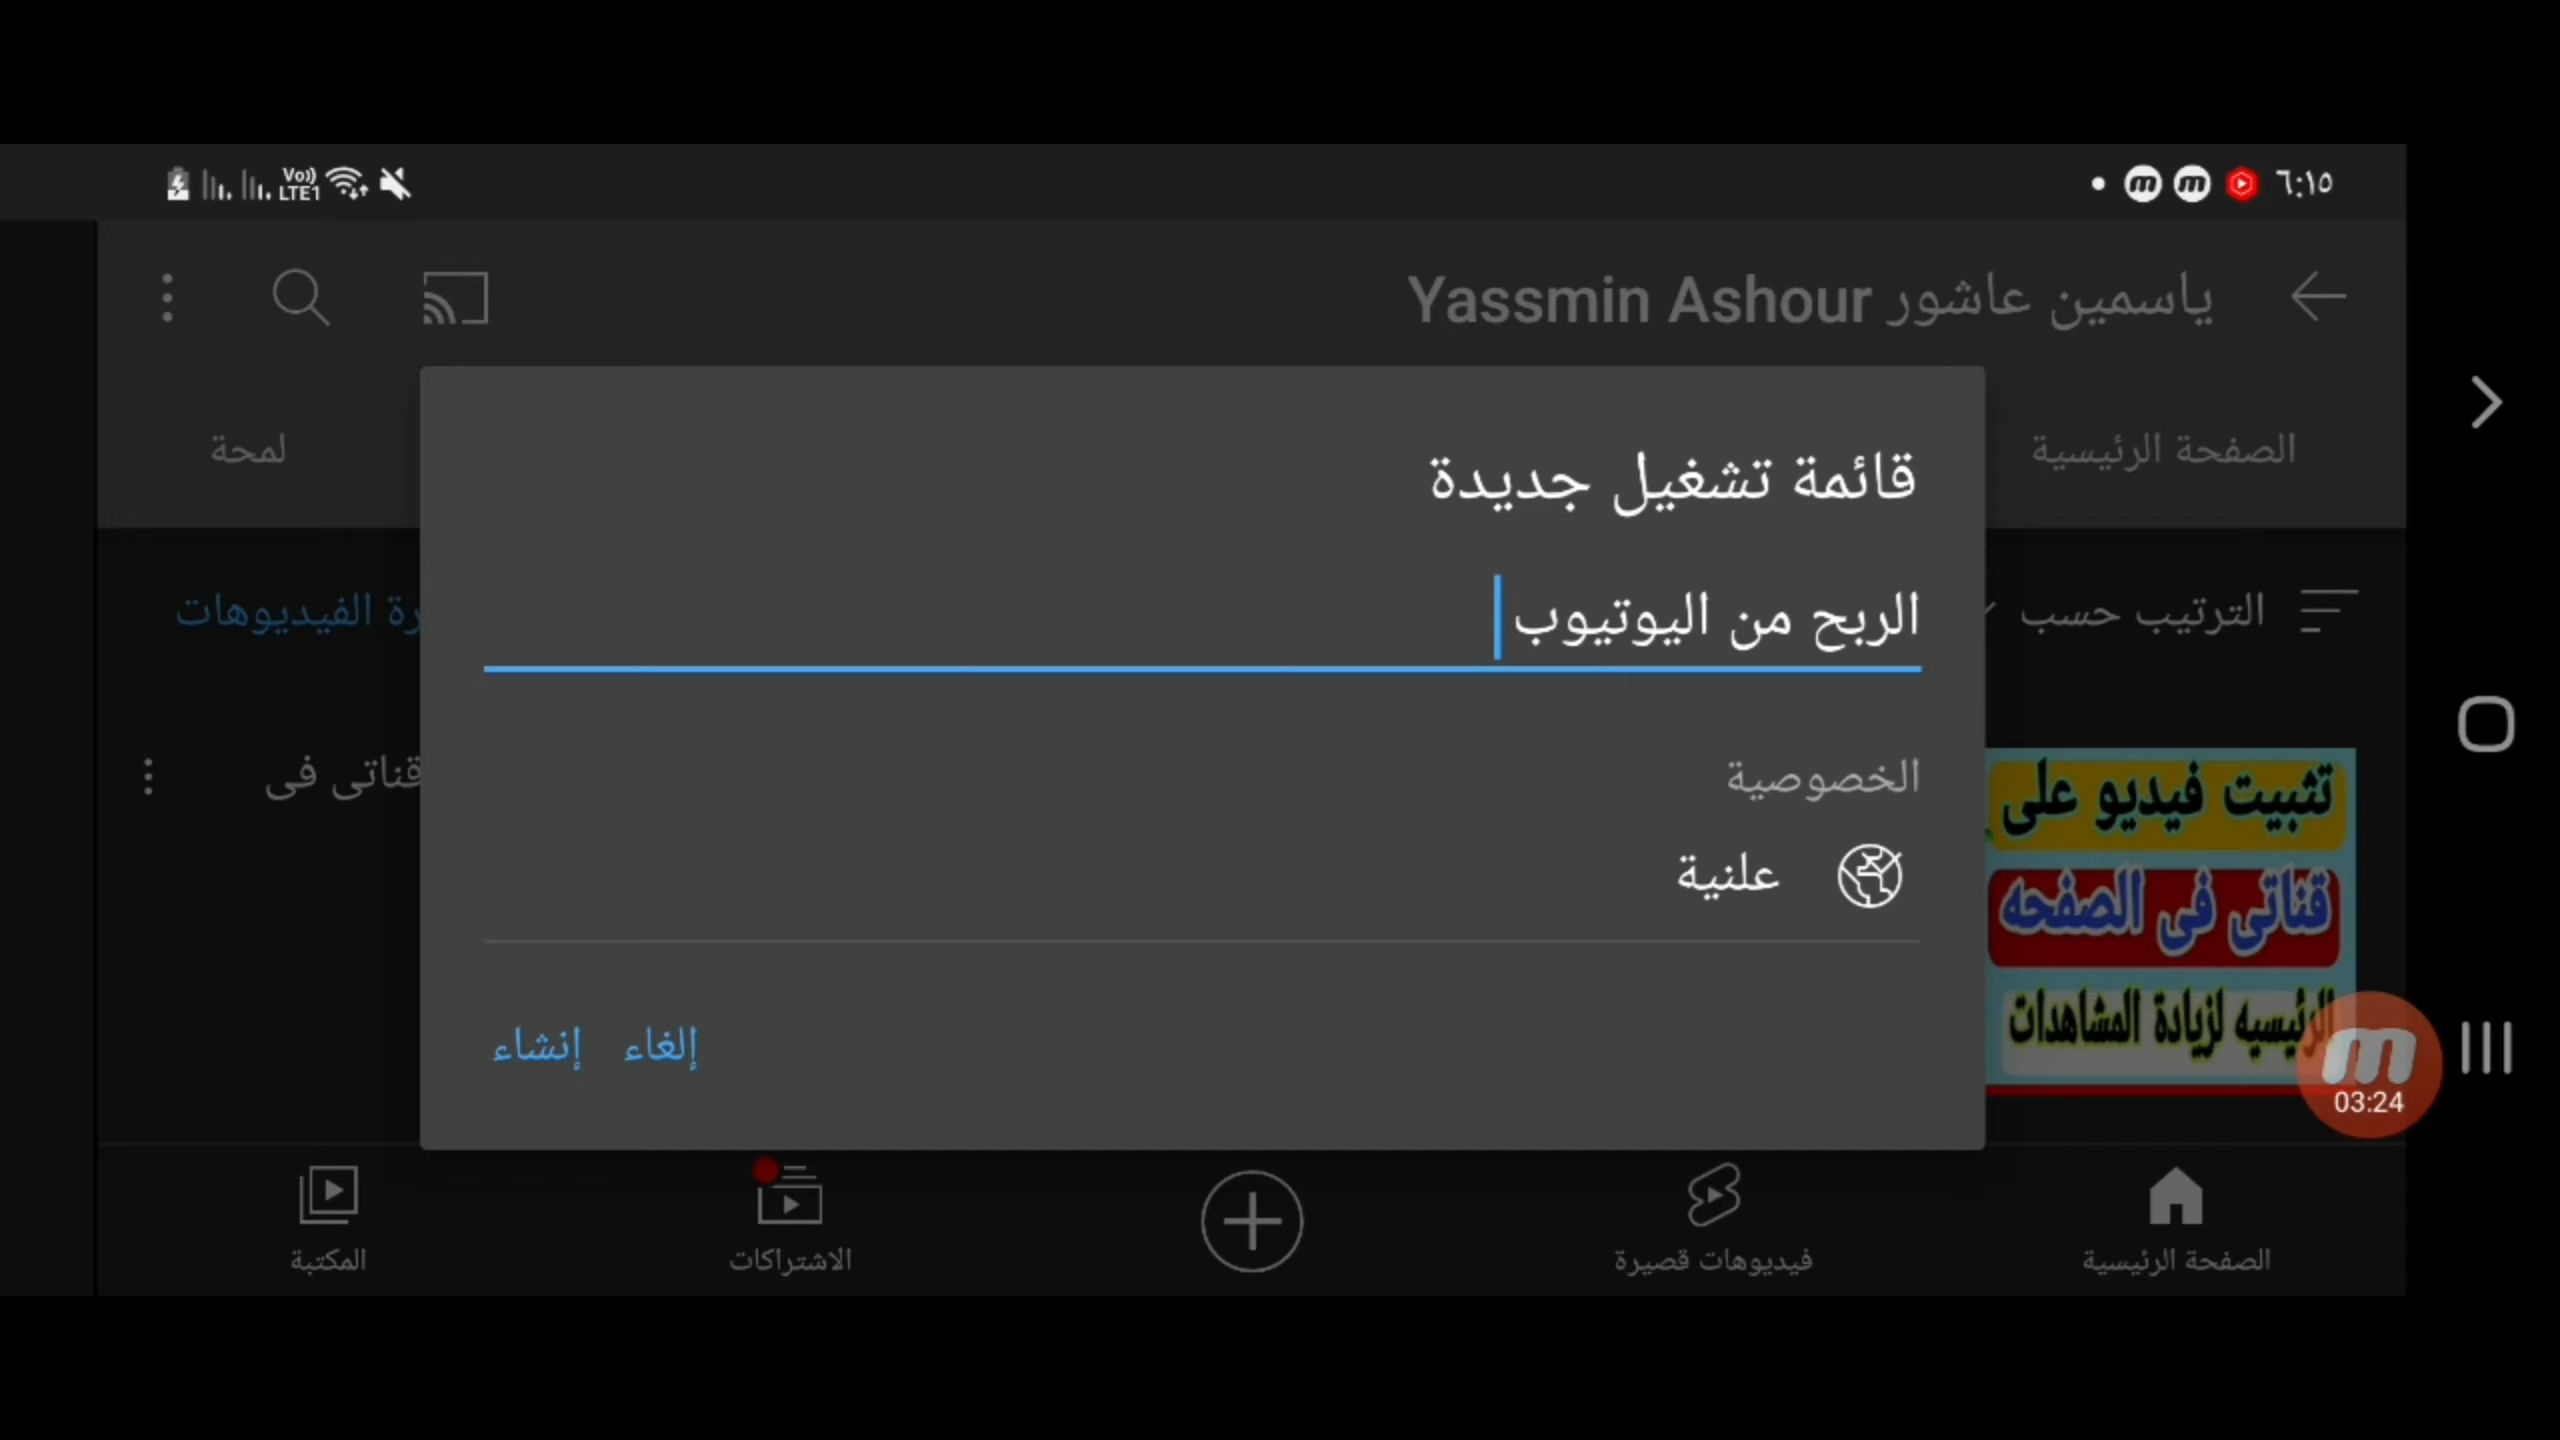 ٦:١٥
Vo))
LTE1
ياسمين عاشور Yassmin Ashour
الصفحة الرئيسية
لمحة
قائمة تشغيل جديدة
الربح من اليوتيوب
الترتيب حسب
رة الفيديوهات
الخصوصية
علنية
قناتى فى
تثبيت فيديو على
قناتى فى الصفحه
الرئيسيه لزيادة المشاهدات
إلغاء
إنشاء
03:24
الصفحة الرئيسية
فيديوهات قصيرة
الاشتراكات
المكتبة